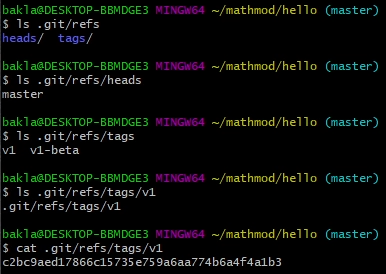 bakla@DESKTOP-BBMDGE3 MINGW64 ~/mathmod/hello (master)
$ ls .git/refs
heads/  tags/
bakla@DESKTOP-BBMDGE3 MINGW64 ~/mathmod/hello (master)
$ ls .git/refs/heads
master
bakla@DESKTOP-BBMDGE3 MINGW64 ~/mathmod/hello (master)
$ ls .git/refs/tags
v1  v1-beta
bakla@DESKTOP-BBMDGE3 MINGW64 ~/mathmod/hello (master)
$ ls .git/refs/tags/v1
.git/refs/tags/v1
bakla@DESKTOP-BBMDGE3 MINGW64 ~/mathmod/hello (master)
$ cat .git/refs/tags/v1
c2bc9aed17866c15735e759a6aa774b6a4f4a1b3